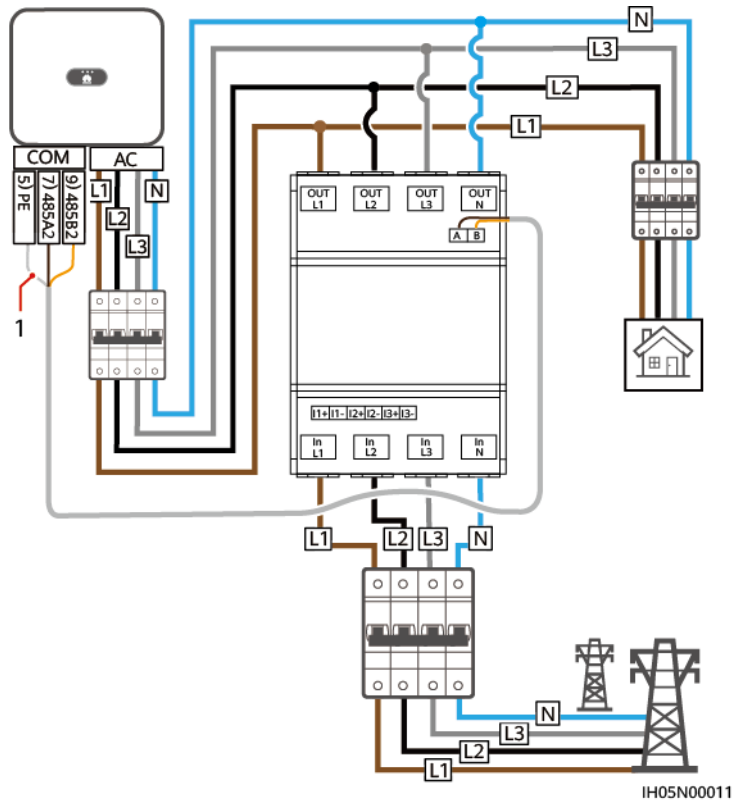 N
L3
L2
L1
COM
AC
5) PE
7) 485A2
9) 485B2
L1
L2
L3
N
1
OUT
L1
OUT
L2
OUT
L3
OUT
N
A
B
I1+ I1- I2+ I2- I3+ I3-
In
L1
In
L2
In
L3
In
N
L1
L2
L3
N
N
L3
L2
L1
IH05N00011